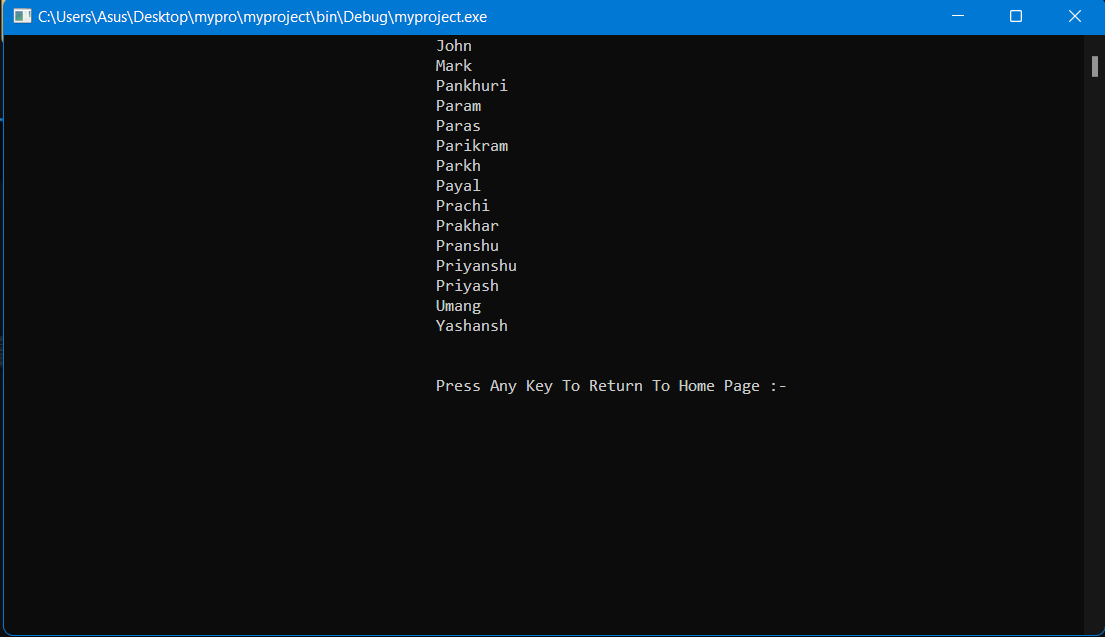 C:\Users\Asus\Desktop\mypro\myproject\bin\Debug\myproject.exe
John
Mark
Pankhuri
Param
Paras
Parikram
Parkh
Payal
Prachi
Prakhar
Pranshu
Priyanshu
Priyash
Umang
Yashansh
Press Any Key To Return To Home Page :-